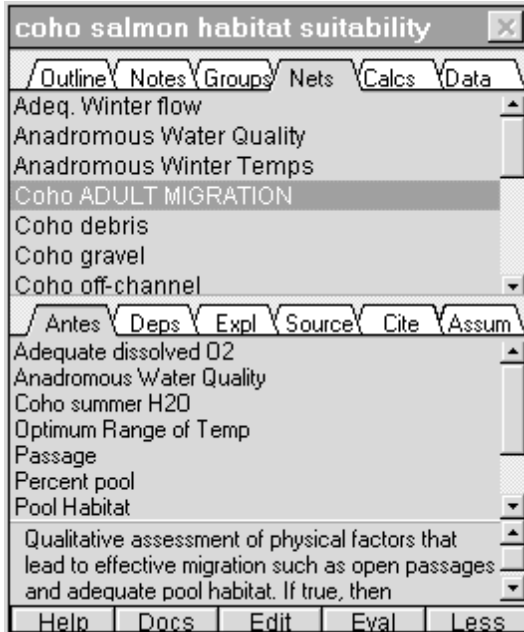 coho salmon habitat suitability
Outline Notes Groups Nets Calcs Data
Adeq. Winter flow
Anadromous Water Quality
Anadromous Winter Temps
Coho ADULT MIGRATION
Coho debris
Coho gravel
Coho off-channel
Antes Deps Expl Source Cite Assum
Adequate dissolved O2
Anadromous Water Quality
Coho summer H2O
Optimum Range of Temp
Passage
Percent pool
Pool Habitat
Qualitative assessment of physical factors that
lead to effective migration such as open passages
and adequate pool habitat. If true, then
Help Docs Edit Eval Less